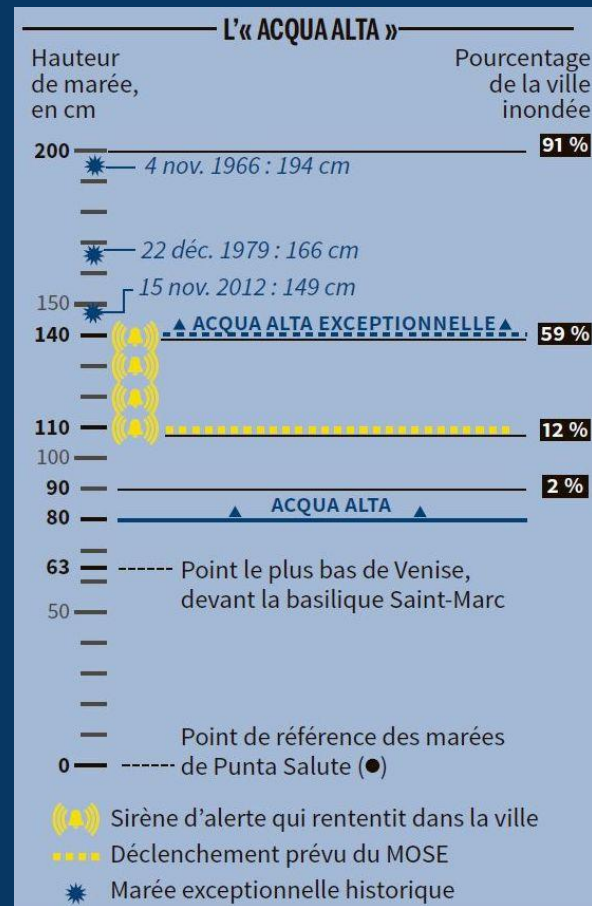 L'« ACQUA ALTA »
Hauteur
de marée,
en cm
Pourcentage
de la ville
inondée
200
91 %
4 nov. 1966 : 194 cm
22 déc. 1979 : 166 cm
15 nov. 2012 : 149 cm
150
ACQUA ALTA EXCEPTIONNELLE
140
59 %
110
12 %
100
90
2 %
ACQUA ALTA
80
63
Point le plus bas de Venise,
devant la basilique Saint-Marc
50
Point de référence des marées
0
de Punta Salute (●)
Sirène d'alerte qui rententit dans la ville
Déclenchement prévu du MOSE
Marée exceptionnelle historique